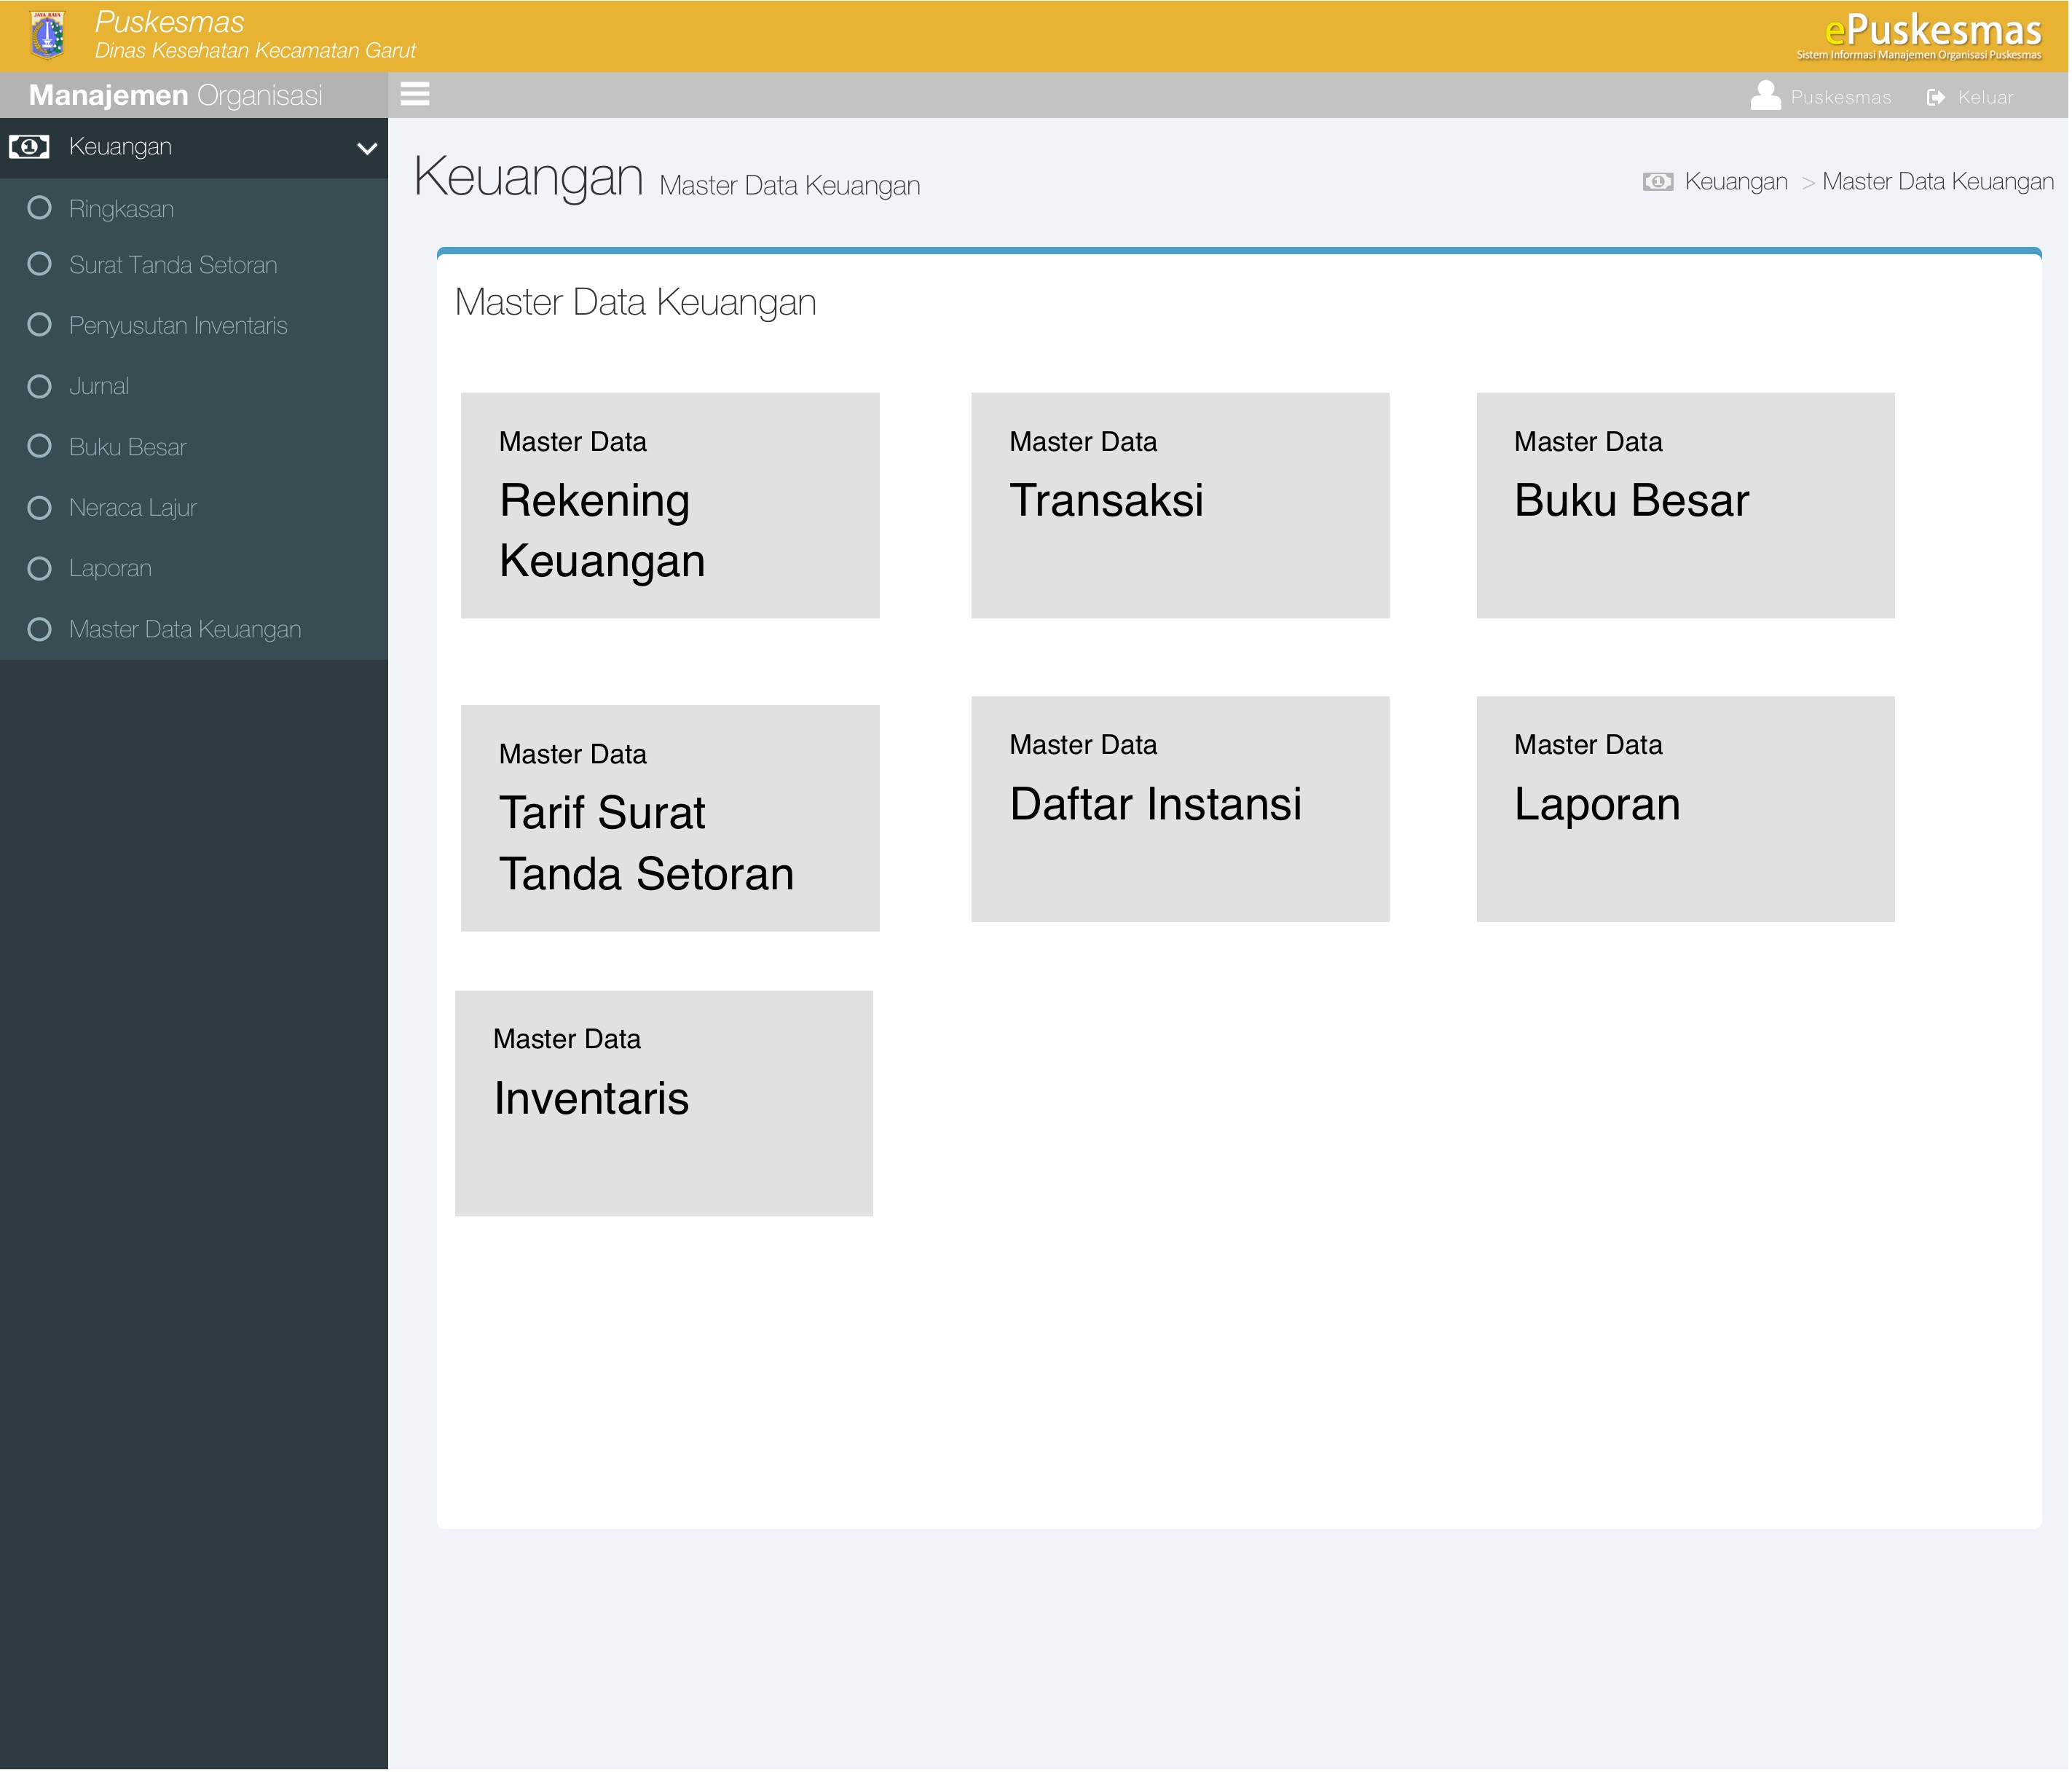 Puskesmas
Dinas Kesehatan Kecamatan Garut
ePuskesmas
Sistem Informasi Manajemen Organisasi Puskesmas
Manajemen Organisasi
Puskesmas
Keluar
Keuangan
Ringkasan
Surat Tanda Setoran
Penyusutan Inventaris
Jurnal
Buku Besar
Neraca Lajur
Laporan
Master Data Keuangan
Keuangan Master Data Keuangan
Keuangan > Master Data Keuangan
Master Data Keuangan
Master Data
Rekening
Keuangan
Master Data
Transaksi
Master Data
Buku Besar
Master Data
Tarif Surat
Tanda Setoran
Master Data
Daftar Instansi
Master Data
Laporan
Master Data
Inventaris